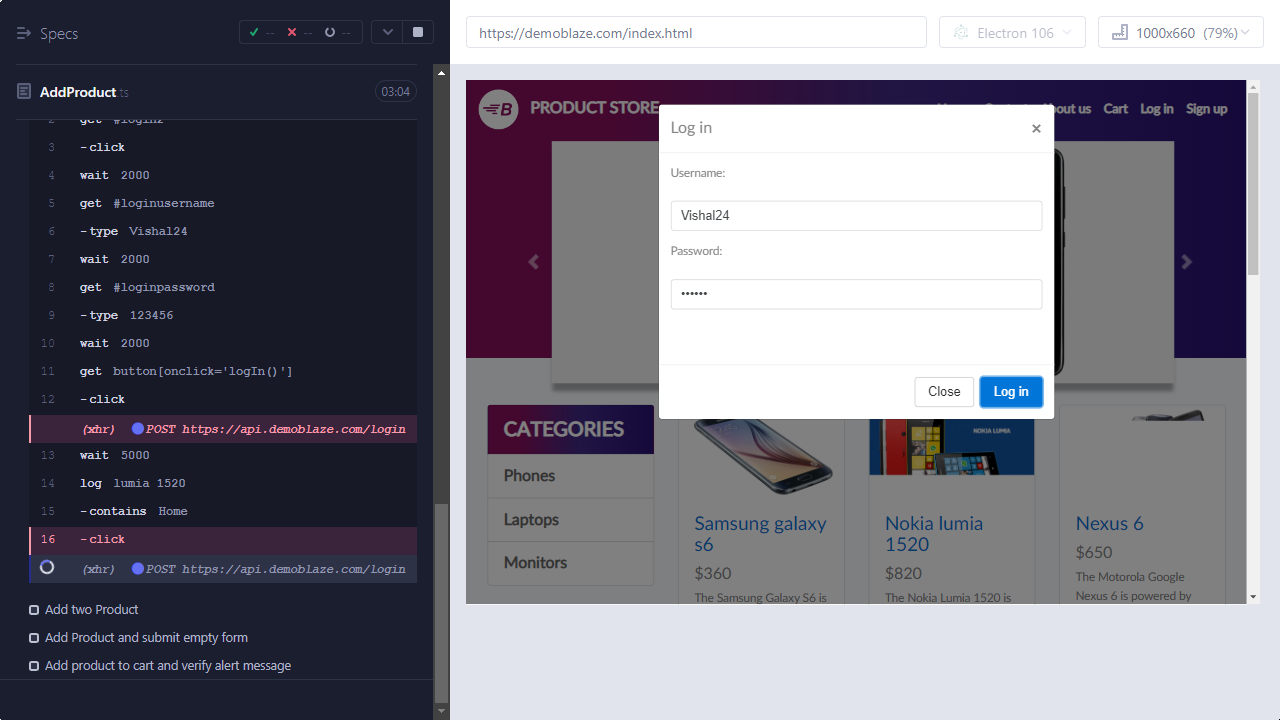 Specs
-- -- --
AddProduct.ts
03:04
2 get #login2
3 -click
4 wait 2000
5 get #loginusername
6 -type Vishal24
7 wait 2000
8 get #loginpassword
9 -type 123456
10 wait 2000
11 get button[onclick='logIn()']
12 -click
(xhr) POST https://api.demoblaze.com/login
13 wait 5000
14 log lumia 1520
15 -contains Home
16 -click
(xhr) POST https://api.demoblaze.com/login
Add two Product
Add Product and submit empty form
Add product to cart and verify alert message
https://demoblaze.com/index.html
Electron 106
1000x660 (79%)
PRODUCT STORE
out us Cart Log in Sign up
Log in ×
Username:
Vishal24
Password:
••••••
Close Log in
CATEGORIES
Phones
Laptops
Monitors
NOKIA LUMIA
Samsung galaxy
s6
$360
The Samsung Galaxy S6 is
Nokia lumia
1520
$820
The Nokia Lumia 1520 is
Nexus 6
$650
The Motorola Google
Nexus 6 is powered by